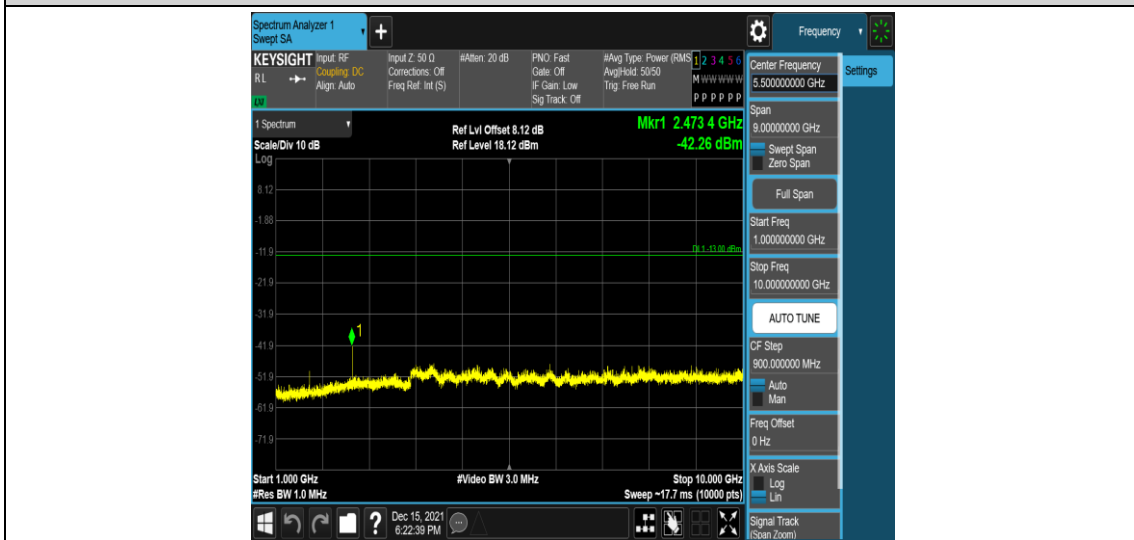 Spectrum Analyzer 1
Swept SA
+
Frequency
KEYSIGHT
RL
Input: RF
Coupling: DC
Align: Auto
Input Z: 50 Ω
Corrections: Off
Freq Ref: Int (S)
#Atten: 20 dB
PNO: Fast
Gate: Off
IF Gain: Low
Sig Track: Off
#Avg Type: Power (RMS
Avg|Hold: 50/50
Trig: Free Run
1 2 3 4 5 6
M W W W W W
P P P P P P
Center Frequency
5.500000000 GHz
Settings
Span
9.00000000 GHz
Swept Span
Zero Span
Full Span
Start Freq
1.000000000 GHz
Stop Freq
10.000000000 GHz
AUTO TUNE
CF Step
900.000000 MHz
Auto
Man
Freq Offset
0 Hz
X Axis Scale
Log
Lin
Signal Track
(Span Zoom)
1 Spectrum
Scale/Div 10 dB
Log
Ref Lvl Offset 8.12 dB
Ref Level 18.12 dBm
Mkr1 2.473 4 GHz
-42.26 dBm
8.12
-1.88
-11.9
DL1 -13.00 dBm
-21.9
-31.9
1
-41.9
-51.9
-61.9
-71.9
Start 1.000 GHz
#Res BW 1.0 MHz
#Video BW 3.0 MHz
Stop 10.000 GHz
Sweep ~17.7 ms (10000 pts)
?
Dec 15, 2021
6:22:39 PM